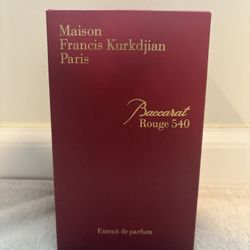 Maison
Francis Kurkdjian
Paris
Baccarat
Rouge 540
Extrait de parfum